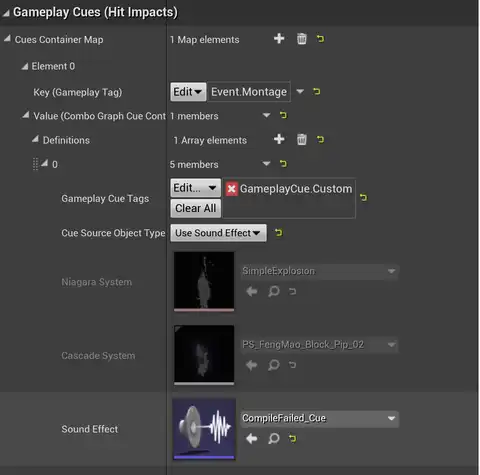 Gameplay Cues (Hit Impacts)
Cues Container Map 1 Map elements
Element 0
Key (Gameplay Tag) Edit Event.Montage
Value (Combo Graph Cue Cont 1 members
Definitions 1 Array elements
0 5 members
Gameplay Cue Tags Edit... GameplayCue.Custom
Clear All
Cue Source Object Type Use Sound Effect
Niagara System SimpleExplosion
Cascade System PS_FengMao_Block_Pip_02
Sound Effect CompileFailed_Cue